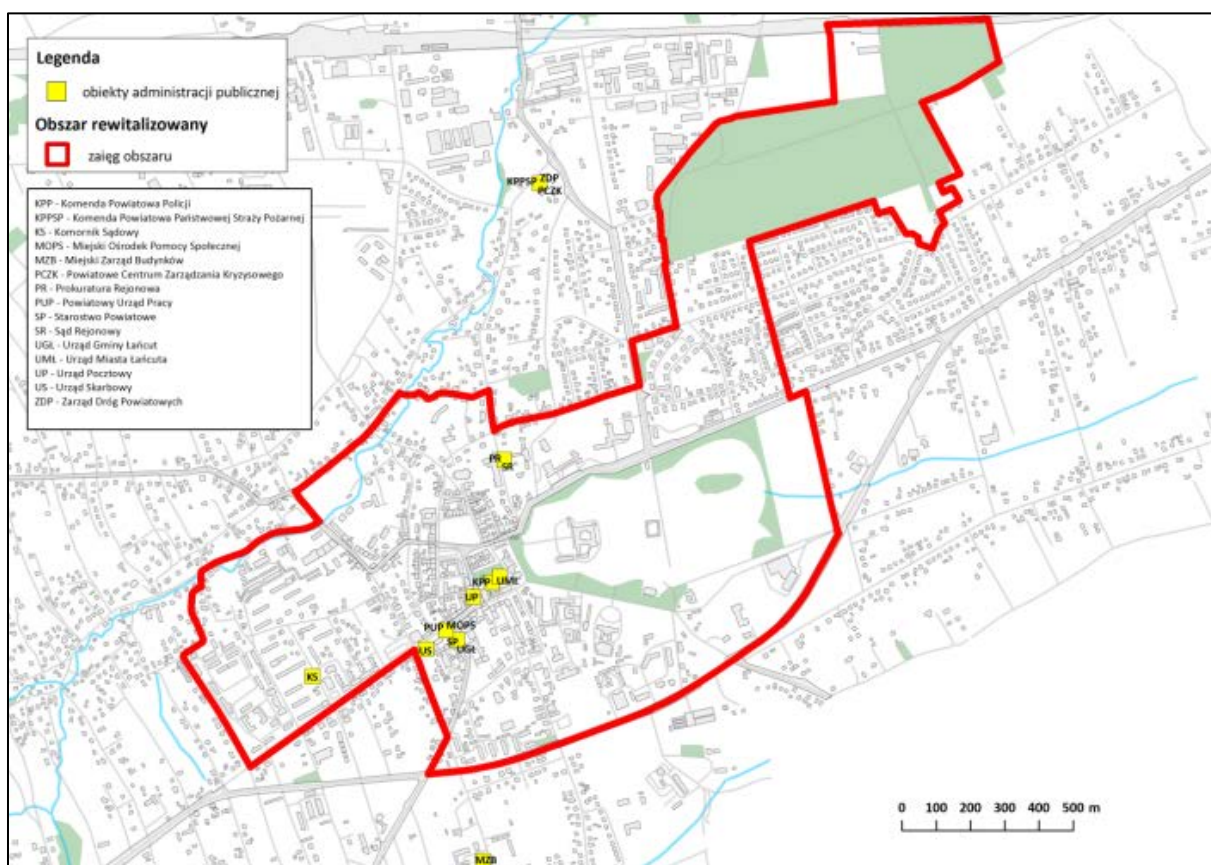 Legenda
obiekty administracji publicznej
Obszar rewitalizowany
zaięg obszaru
KPP - Komenda Powiatowa Policji
KPPSP - Komenda Powiatowa Państwowej Straży Pożarnej
KS - Komornik Sądowy
MOPS - Miejski Ośrodek Pomocy Społecznej
MZB - Miejski Zarząd Budynków
PCZK - Powiatowe Centrum Zarządzania Kryzysowego
PR - Prokuratura Rejonowa
PUP - Powiatowy Urząd Pracy
SP - Starostwo Powiatowe
SR - Sąd Rejonowy
UGŁ - Urząd Gminy Łańcut
UMŁ - Urząd Miasta Łańcuta
UP - Urząd Pocztowy
US - Urząd Skarbowy
ZDP - Zarząd Dróg Powiatowych
KPPSP ZDP
PCZK
PR
SR
KPP UMŁ
UP
PUP MOPS
SP
US UGŁ
KS
MZB
0 100 200 300 400 500 m